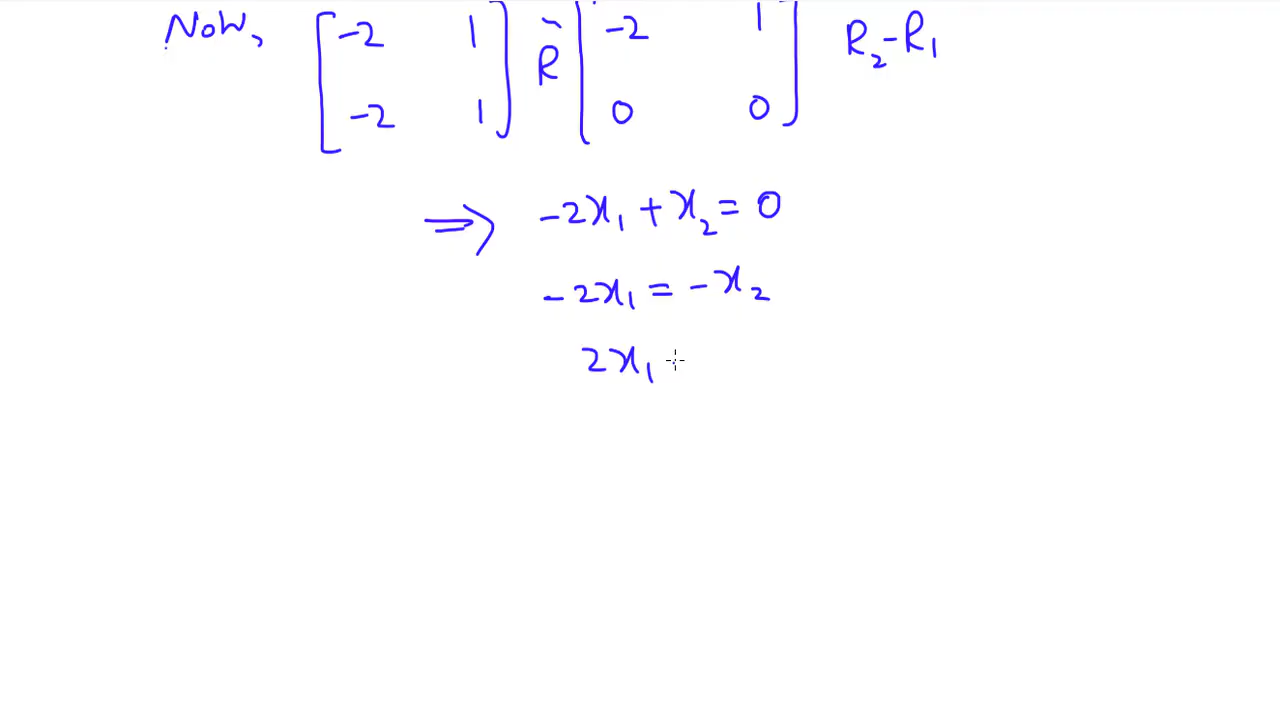 Now, [-2 1] R̃ [-2 1] R₂-R₁
[-2 1] [0 0]
⇒ -2x₁ + x₂ = 0
-2x₁ = -x₂
2x₁